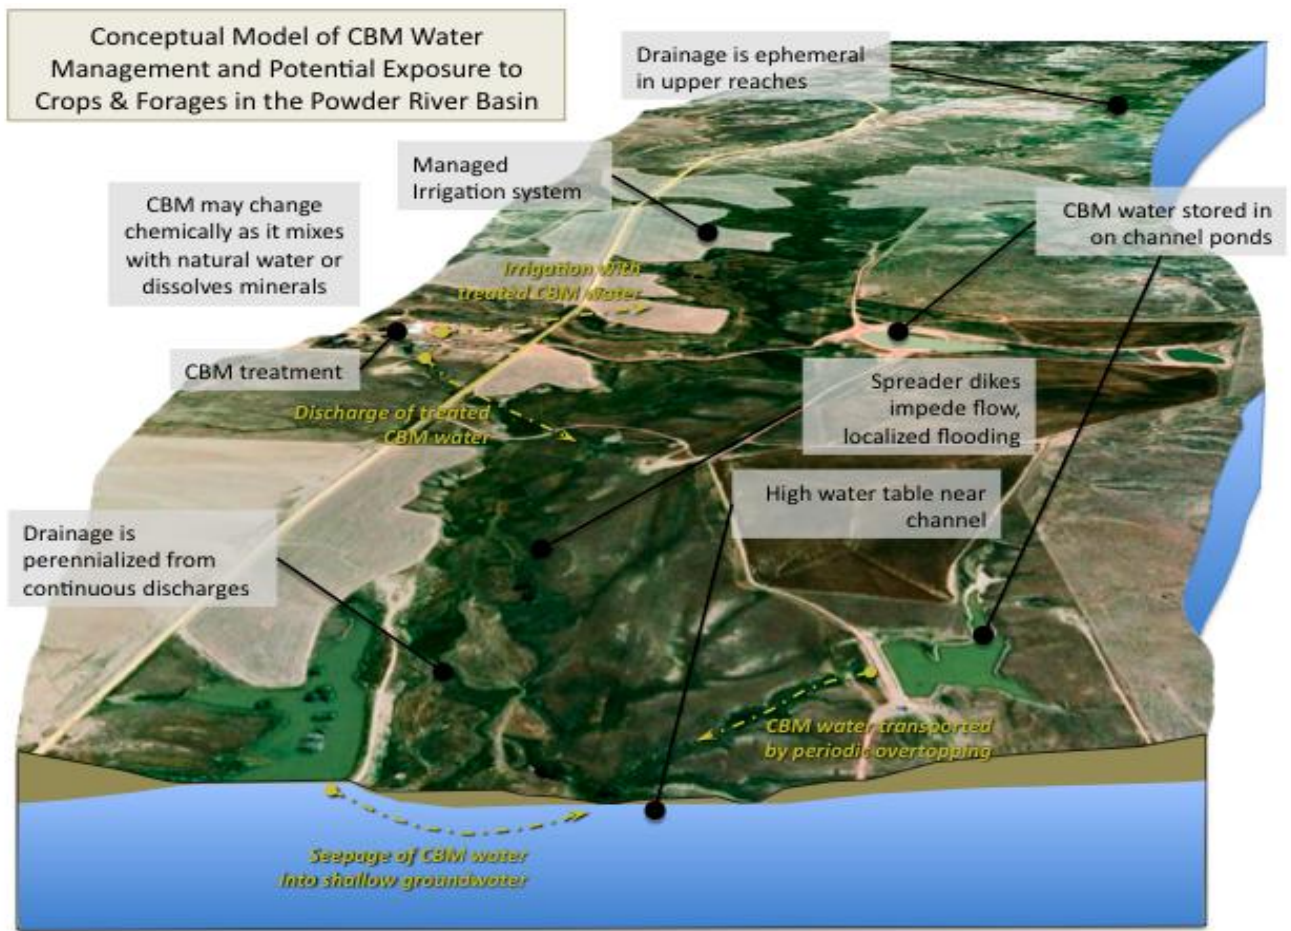 Conceptual Model of CBM Water
Management and Potential Exposure to
Crops & Forages in the Powder River Basin
Drainage is ephemeral
in upper reaches
Managed
Irrigation system
CBM may change
chemically as it mixes
with natural water or
dissolves minerals
CBM water stored in
on channel ponds
Irrigation with
treated CBM water
CBM treatment
Spreader dikes
impede flow,
localized flooding
Discharge of treated
CBM water
High water table near
channel
Drainage is
perennialized from
continuous discharges
CBM water transported
by periodic overtopping
Seepage of CBM water
into shallow groundwater